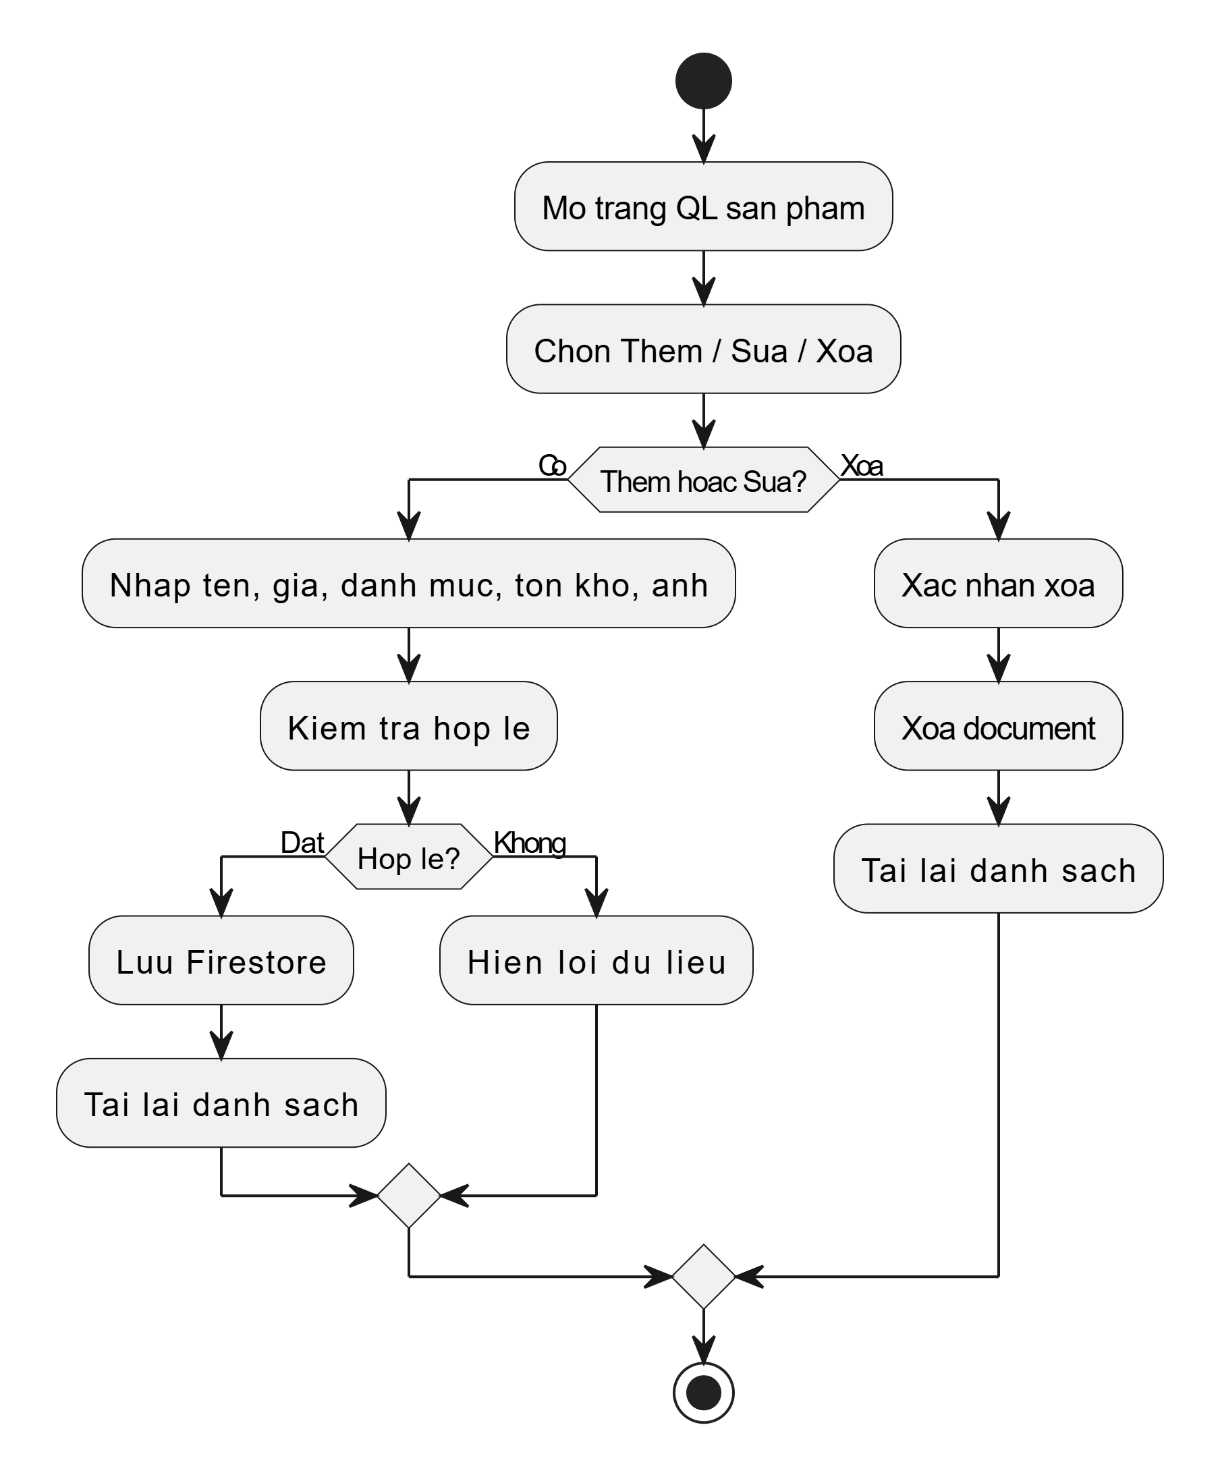 Mo trang QL san pham
Chon Them / Sua / Xoa
Co
Them hoac Sua?
Xoa
Nhap ten, gia, danh muc, ton kho, anh
Xac nhan xoa
Kiem tra hop le
Xoa document
Dat
Hop le?
Khong
Tai lai danh sach
Luu Firestore
Hien loi du lieu
Tai lai danh sach